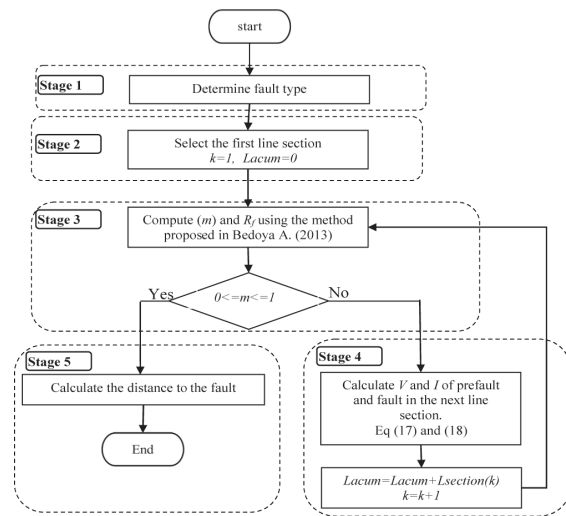 start
Stage 1
Determine fault type
Stage 2
Select the first line section
k=1, Lacum=0
Stage 3
Compute (m) and Rf using the method
proposed in Bedoya A. (2013)
Yes
0<=m<=1
No
Stage 5
Calculate the distance to the fault
End
Stage 4
Calculate V and I of prefault
and fault in the next line
section.
Eq (17) and (18)
Lacum=Lacum+Lsection(k)
k=k+1